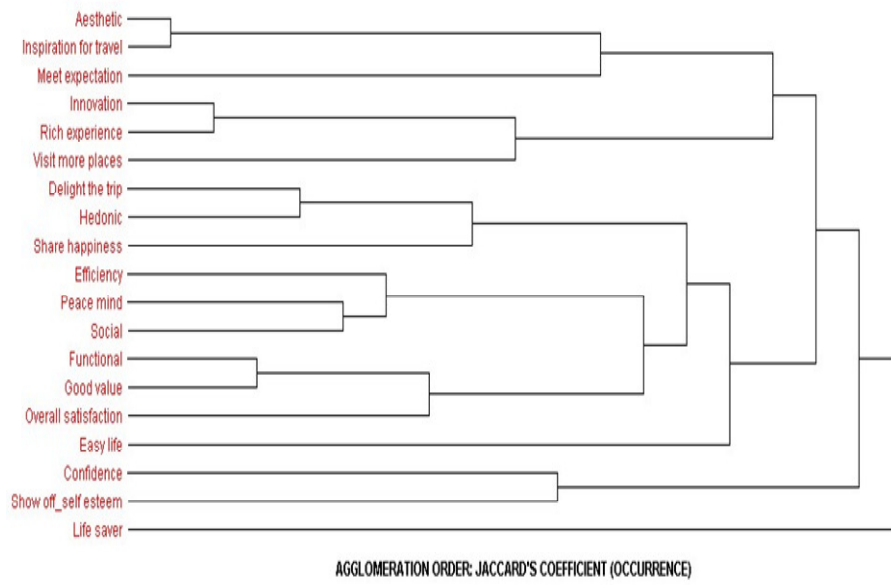 Aesthetic
Inspiration for travel
Meet expectation
Innovation
Rich experience
Visit more places
Delight the trip
Hedonic
Share happiness
Efficiency
Peace mind
Social
Functional
Good value
Overall satisfaction
Easy life
Confidence
Show off_self esteem
Life saver
AGGLOMERATION ORDER: JACCARD'S COEFFICIENT (OCCURRENCE)